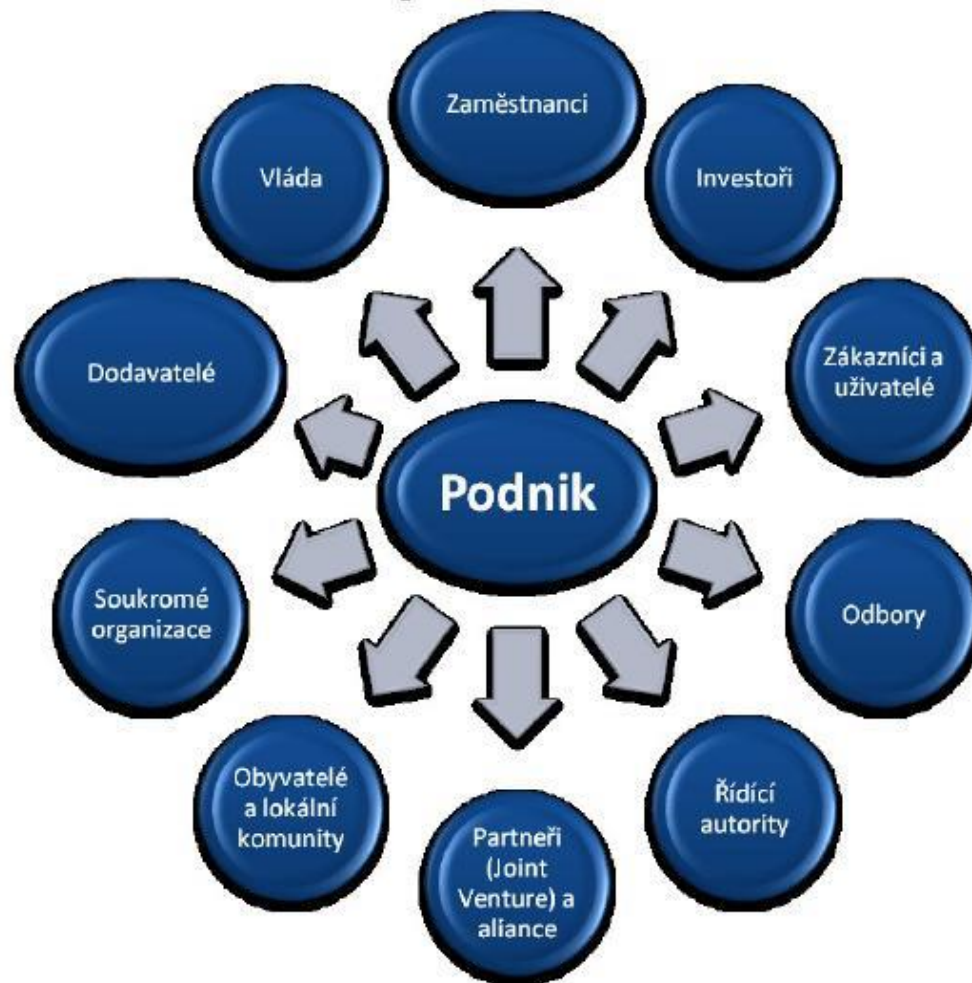 Zaměstnanci
Vláda
Investoři
Dodavatelé
Zákazníci a
uživatelé
Podnik
Soukromé
organizace
Odbory
Obyvatelé
a lokální
komunity
Řídící
autority
Partneři
(Joint
Venture) a
aliance